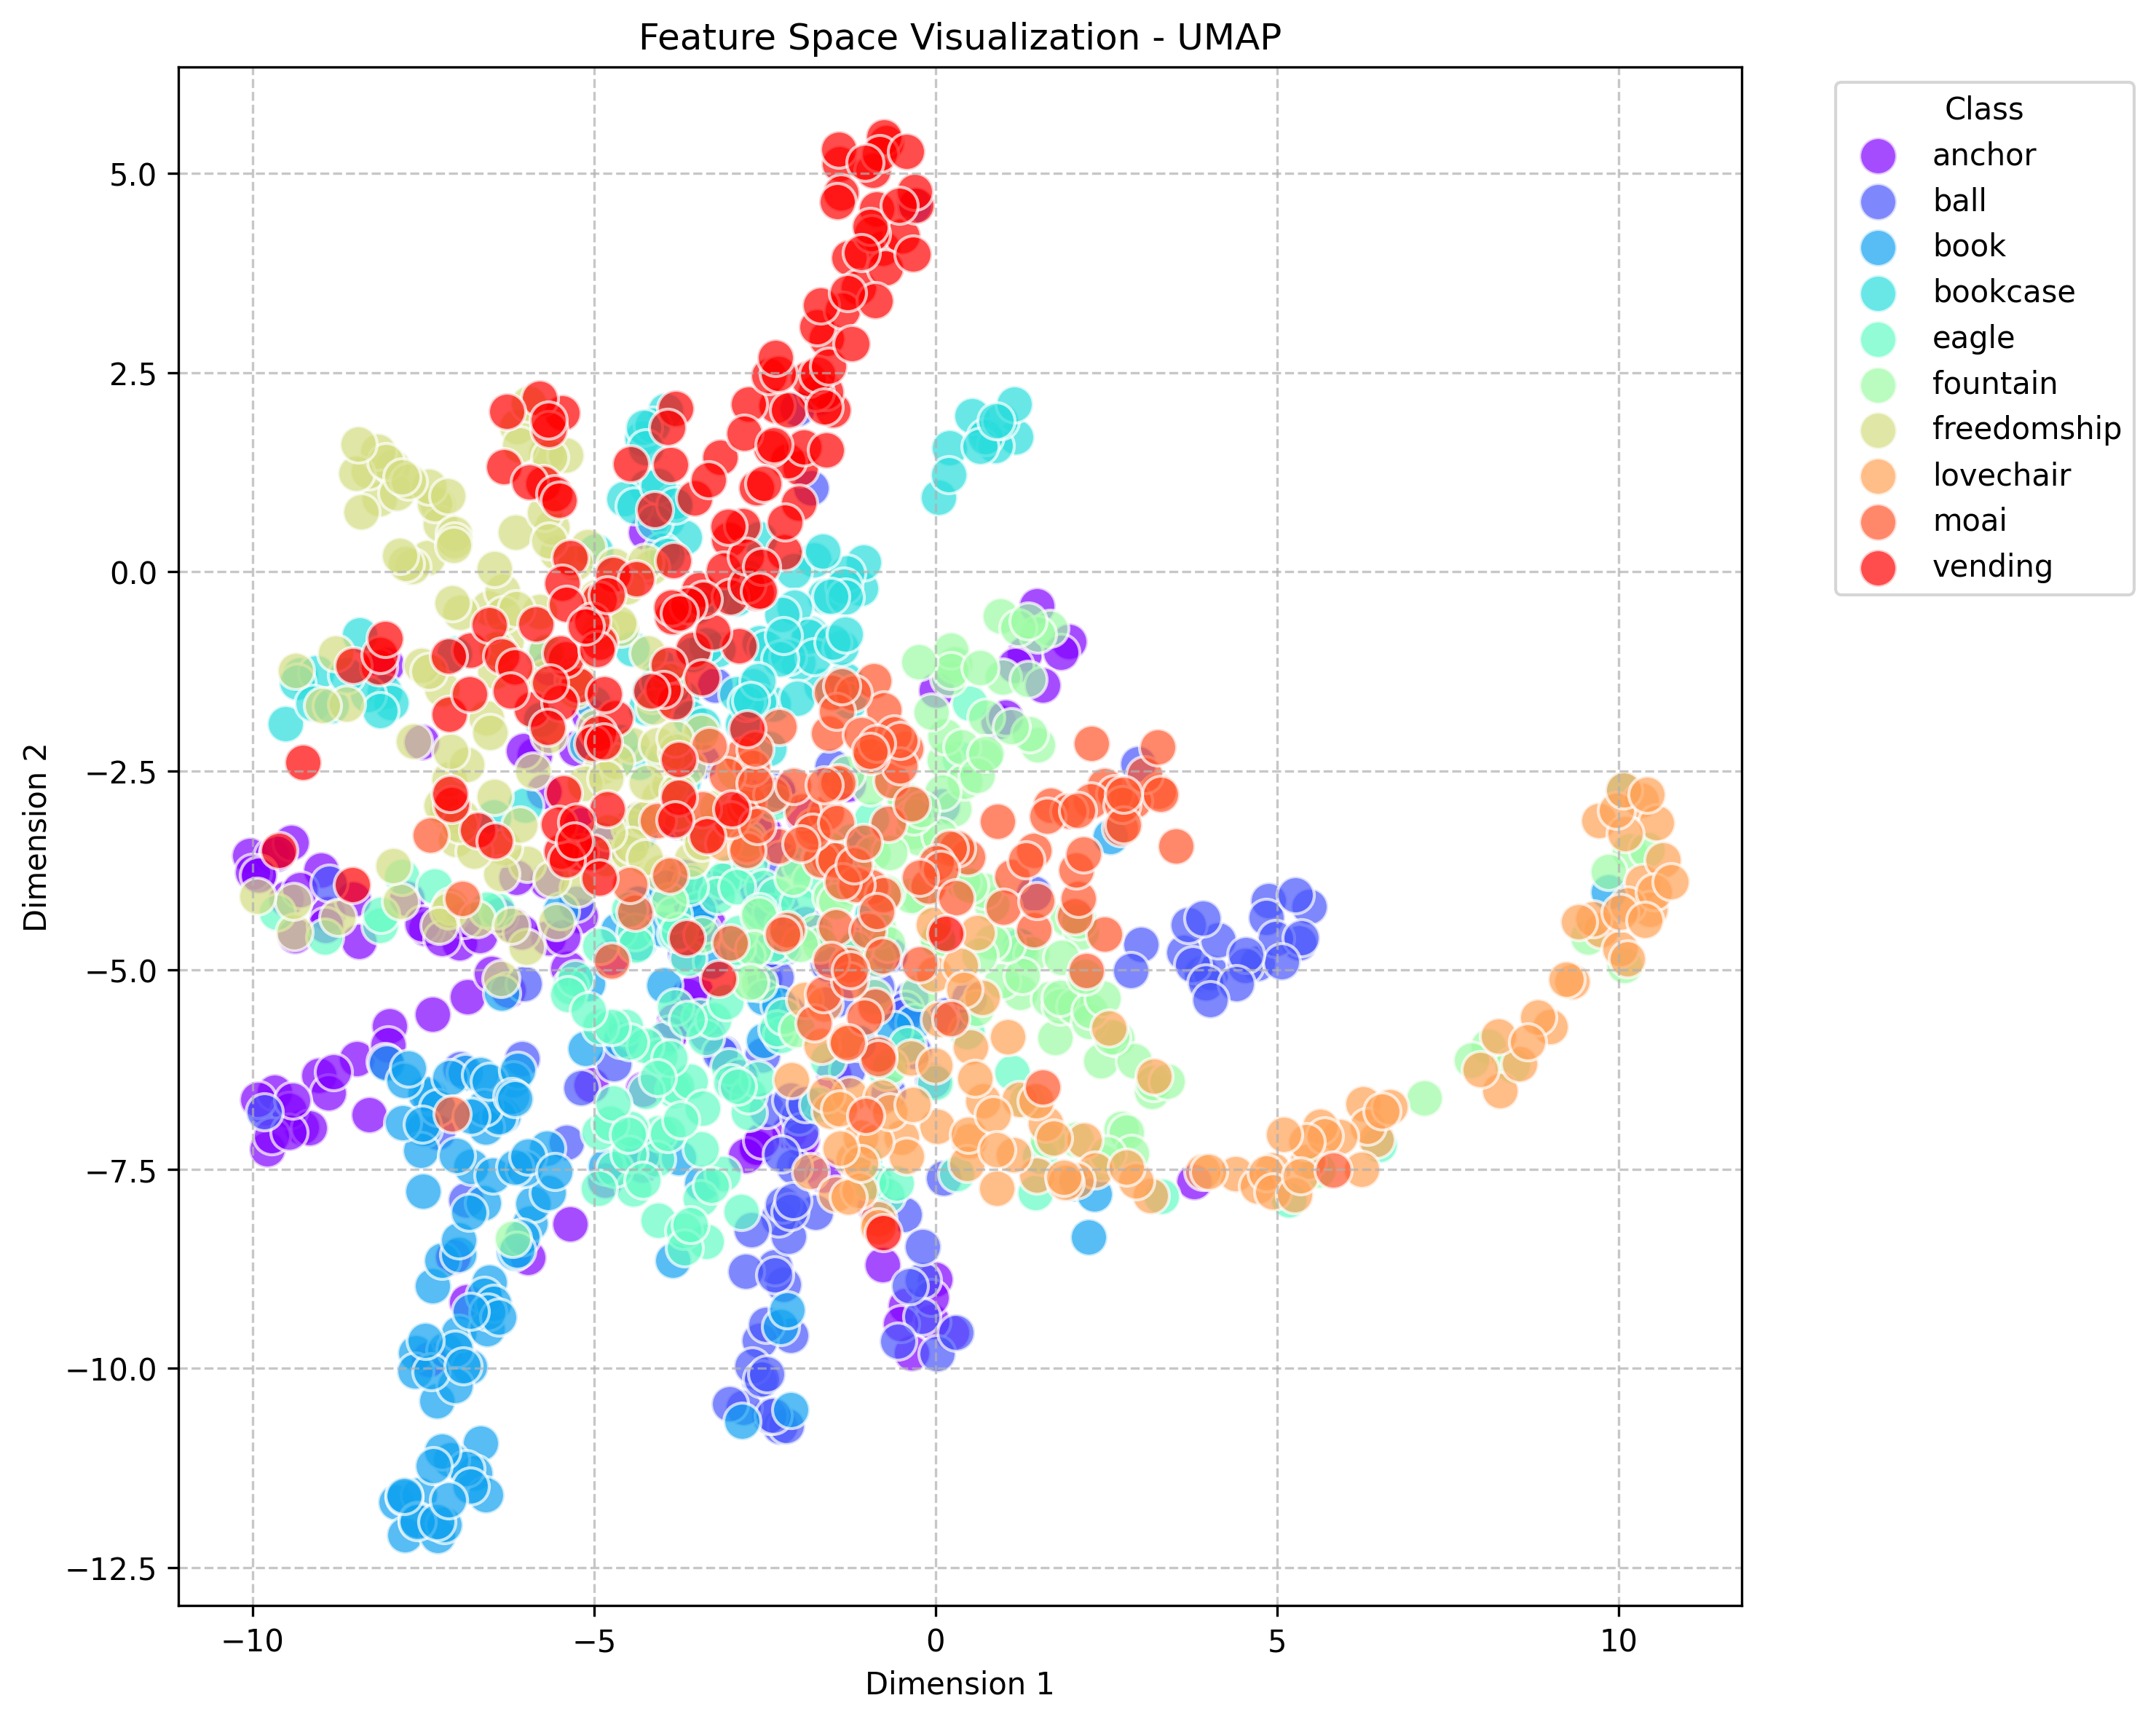 Feature Space Visualization - UMAP
Class
anchor
ball
book
bookcase
eagle
fountain
freedomship
lovechair
moai
vending
5.0
2.5
0.0
−2.5
−5.0
−7.5
−10.0
−12.5
Dimension 2
−10
−5
0
5
10
Dimension 1